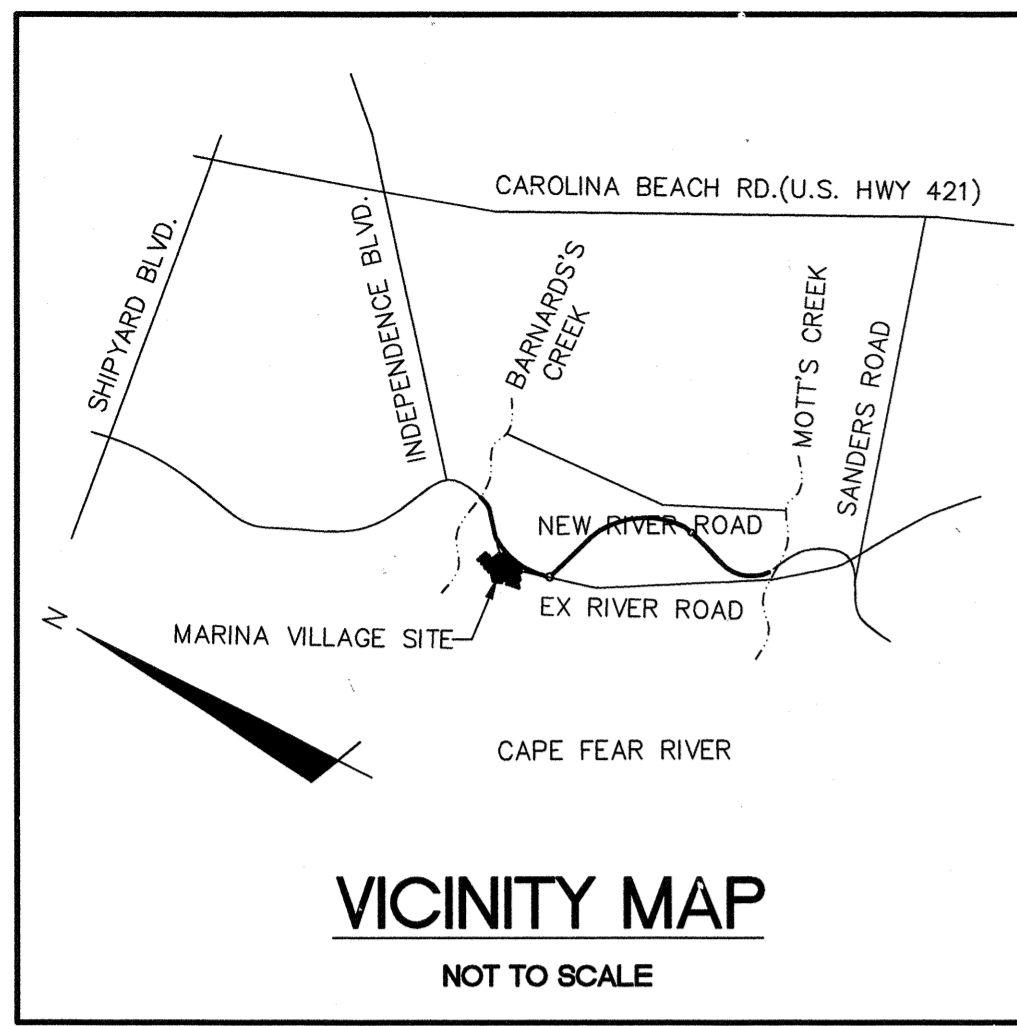 CAROLINA BEACH RD.(U.S. HWY 421)
SHIPYARD BLVD.
INDEPENDENCE BLVD.
BARNARDS'S
CREEK
MOTT'S CREEK
SANDERS ROAD
NEW RIVER ROAD
EX RIVER ROAD
MARINA VILLAGE SITE
N
CAPE FEAR RIVER
VICINITY MAP
NOT TO SCALE